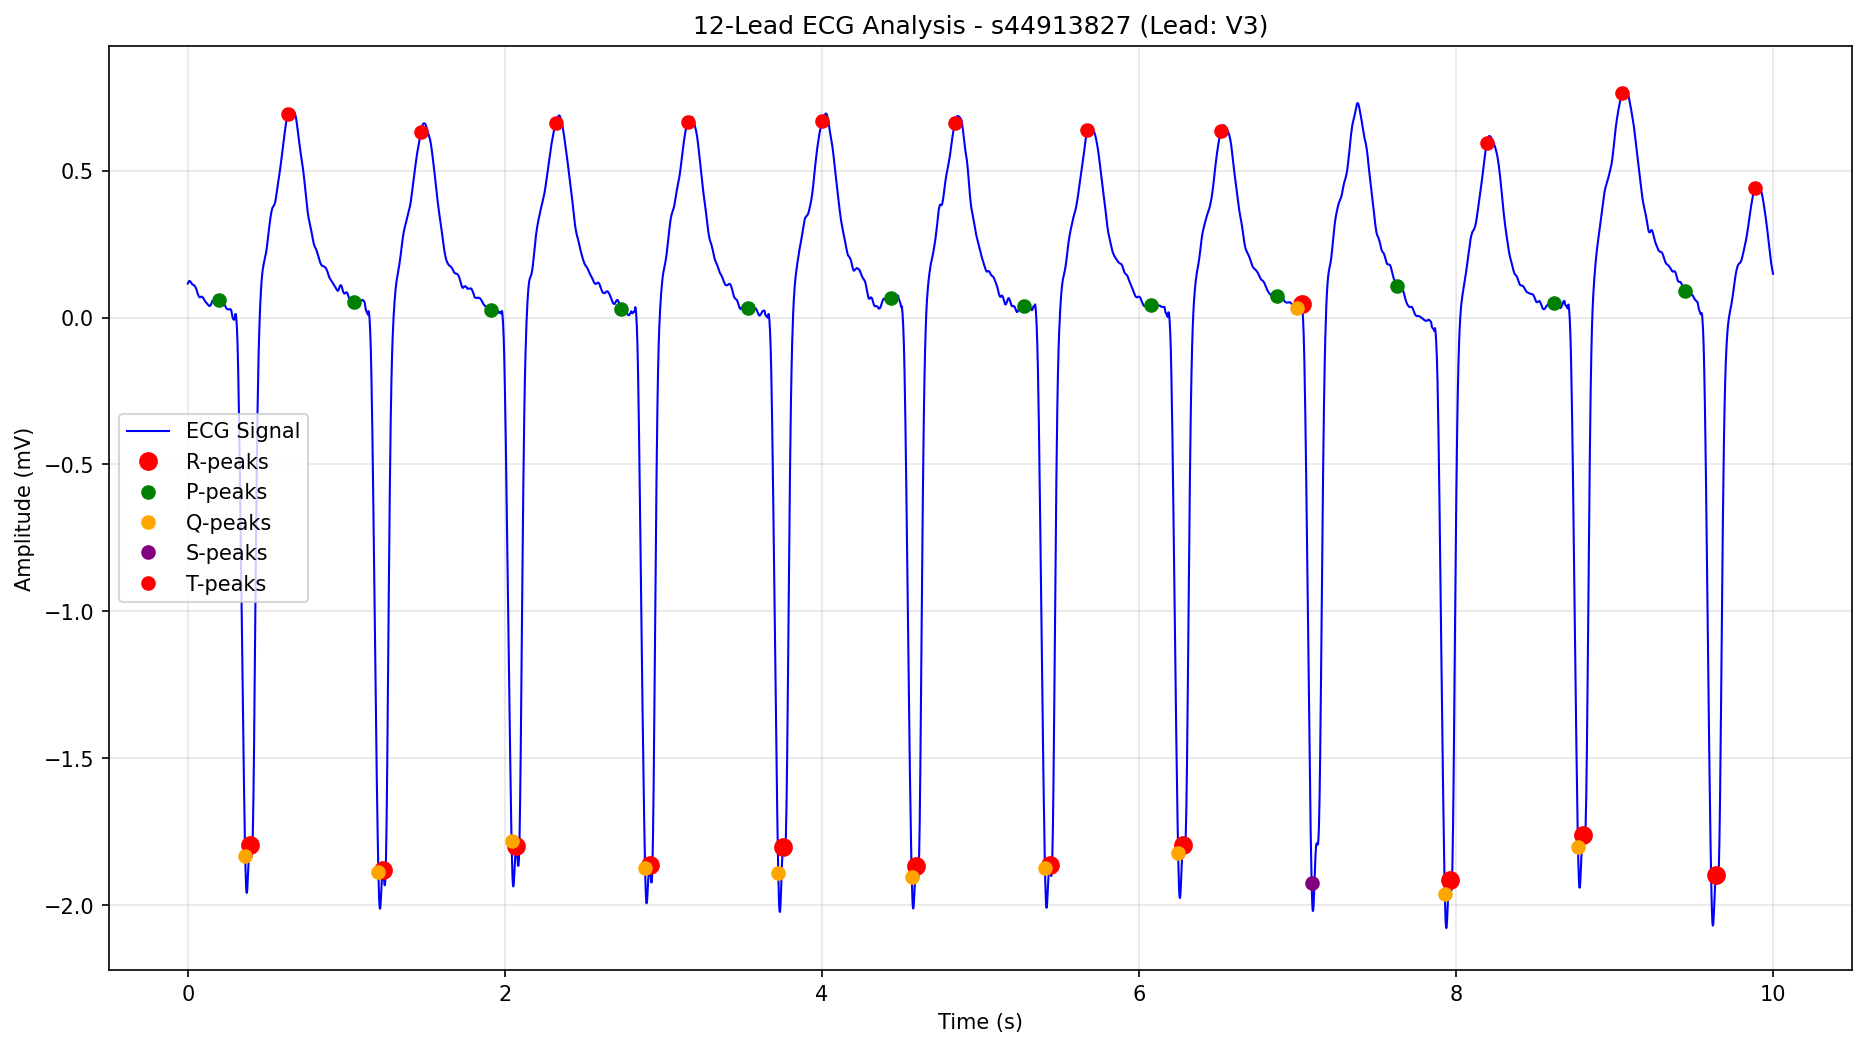 12-Lead ECG Analysis - s44913827 (Lead: V3)
Amplitude (mV)
0.5
0.0
−0.5
−1.0
−1.5
−2.0
ECG Signal
R-peaks
P-peaks
Q-peaks
S-peaks
T-peaks
0 2 4 6 8 10
Time (s)